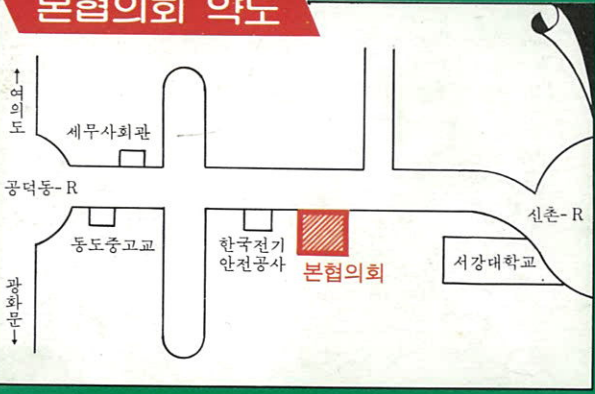 본협의회 약도
←여의도
세무사회관
공덕동-R
신촌-R
동도중고교
한국전기
안전공사
본협의회
서강대학교
광화문→